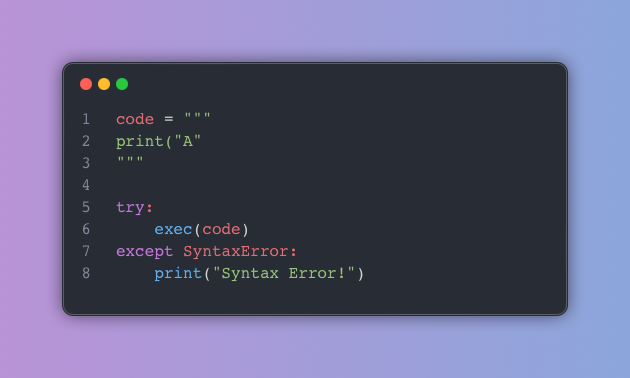 1 code = """
2 print("A"
3 """
4
5 try:
6     exec(code)
7 except SyntaxError:
8     print("Syntax Error!")